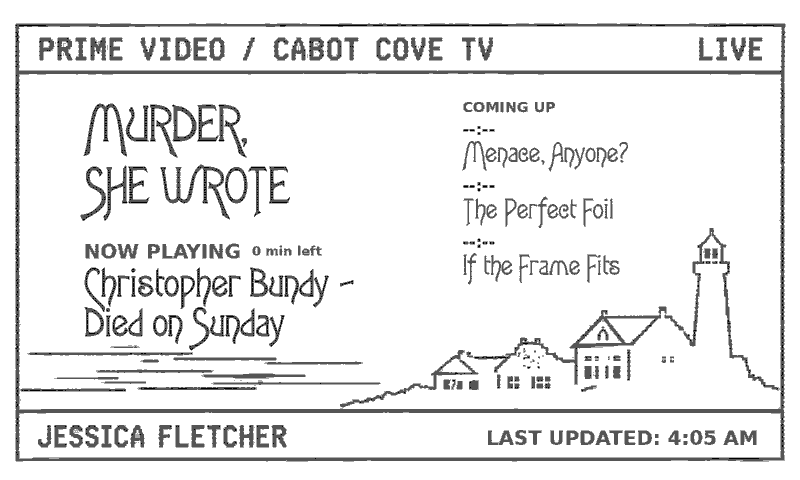 PRIME VIDEO / CABOT COVE TV
LIVE
MURDER,
SHE WROTE
NOW PLAYING 0 min left
Christopher Bundy -
Died on Sunday
COMING UP
--:--
Menace, Anyone?
--:--
The Perfect Foil
--:--
If the Frame Fits
JESSICA FLETCHER
LAST UPDATED: 4:05 AM